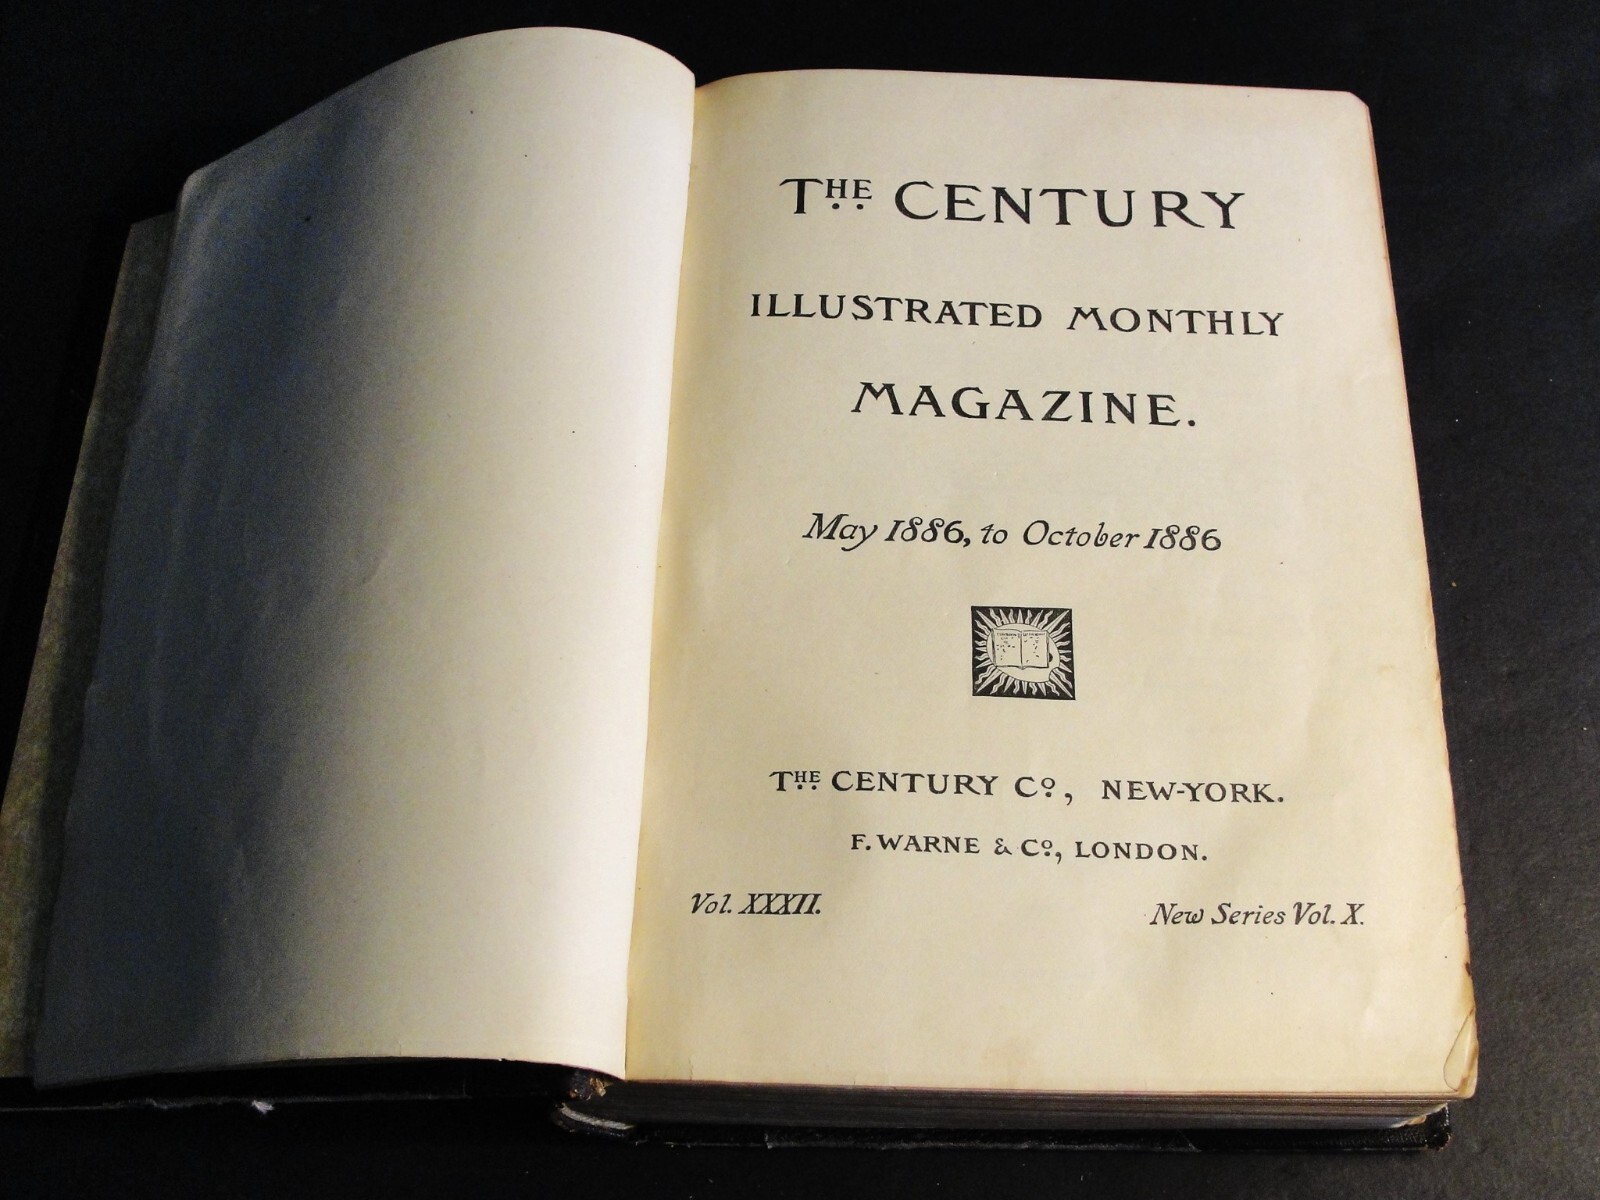 THE CENTURY
ILLUSTRATED MONTHLY
MAGAZINE.
May 1886, to October 1886
THE CENTURY Co, NEW-YORK.
F. WARNE & Co, LONDON.
Vol. XXXII. New Series Vol. X.